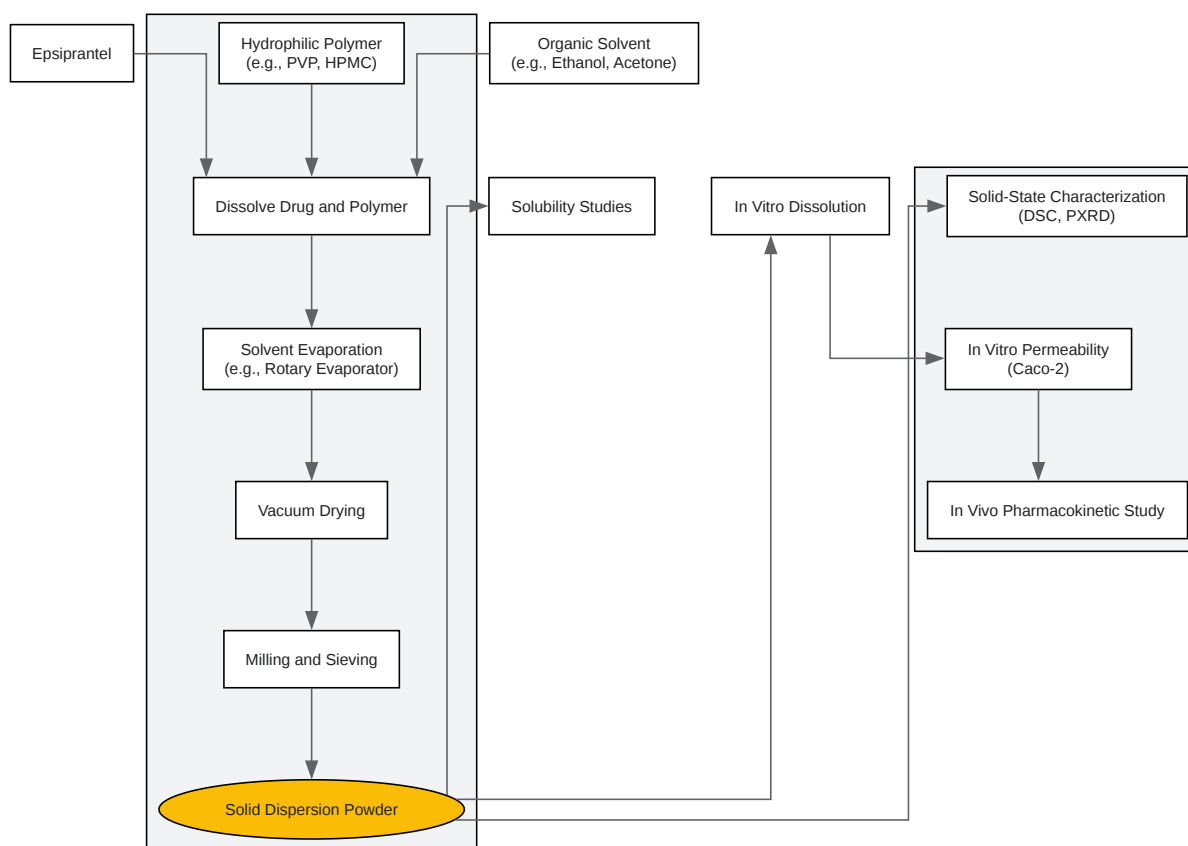 Epsiprantel
Hydrophilic Polymer
(e.g., PVP, HPMC)
Organic Solvent
(e.g., Ethanol, Acetone)
Dissolve Drug and Polymer
Solubility Studies
In Vitro Dissolution
Solid-State Characterization
(DSC, PXRD)
Solvent Evaporation
(e.g., Rotary Evaporator)
In Vitro Permeability
(Caco-2)
Vacuum Drying
In Vivo Pharmacokinetic Study
Milling and Sieving
Solid Dispersion Powder